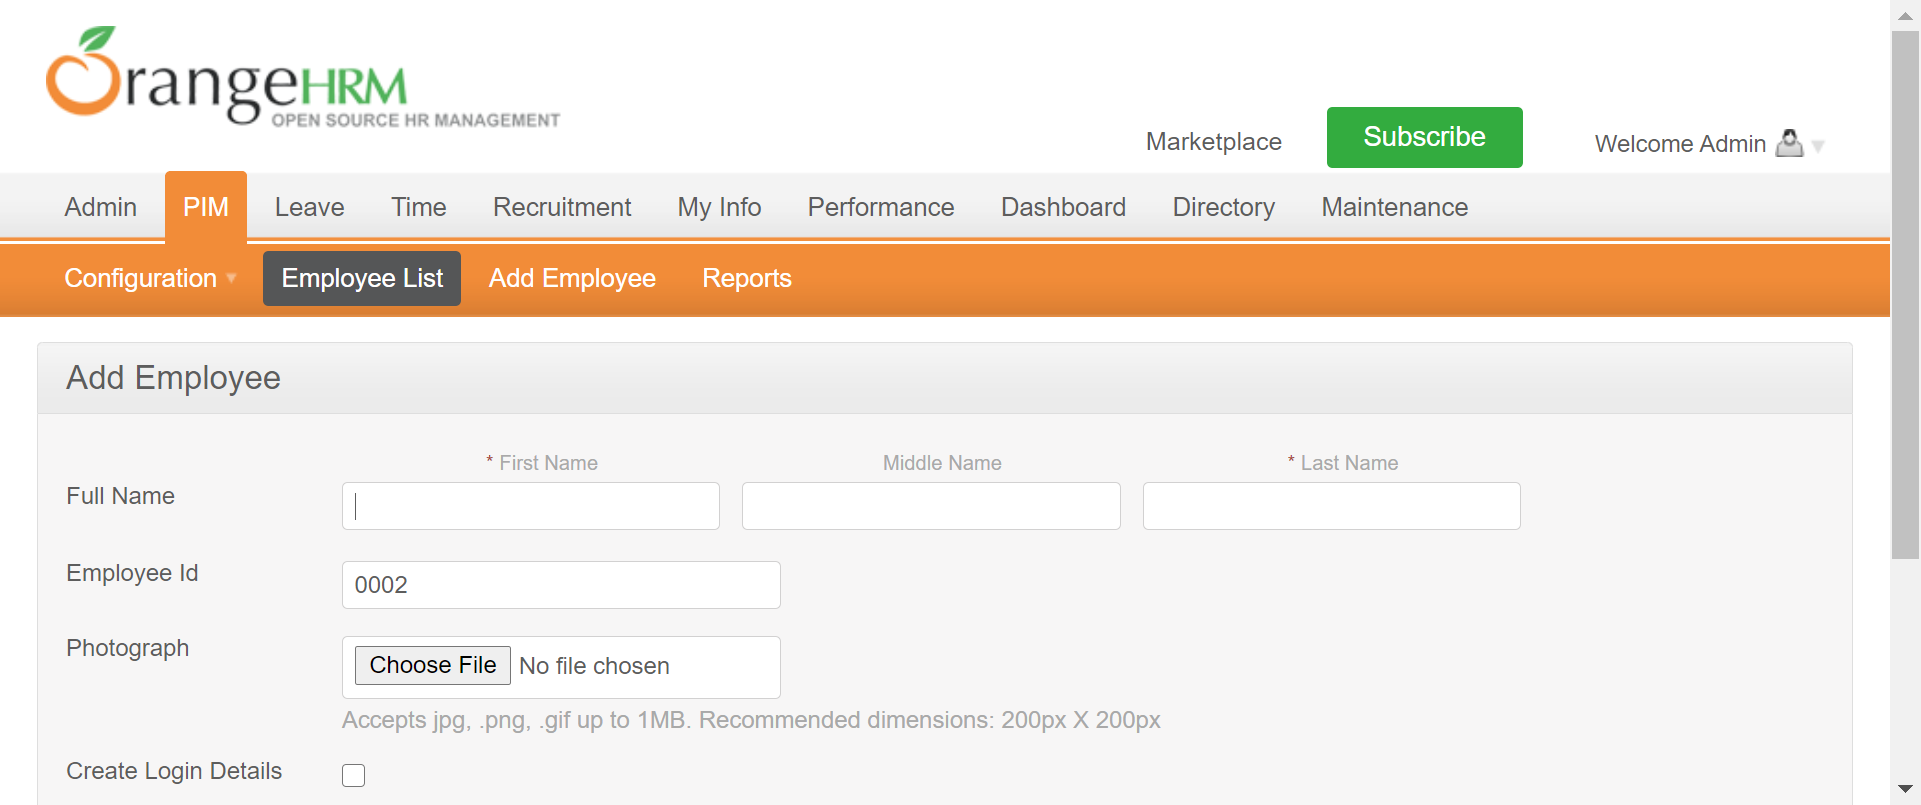 OrangeHRM
OPEN SOURCE HR MANAGEMENT
Marketplace Subscribe Welcome Admin
Admin PIM Leave Time Recruitment My Info Performance Dashboard Directory Maintenance
Configuration Employee List Add Employee Reports
Add Employee
* First Name Middle Name * Last Name
Full Name
Employee Id 0002
Photograph Choose File No file chosen
Accepts jpg, .png, .gif up to 1MB. Recommended dimensions: 200px X 200px
Create Login Details